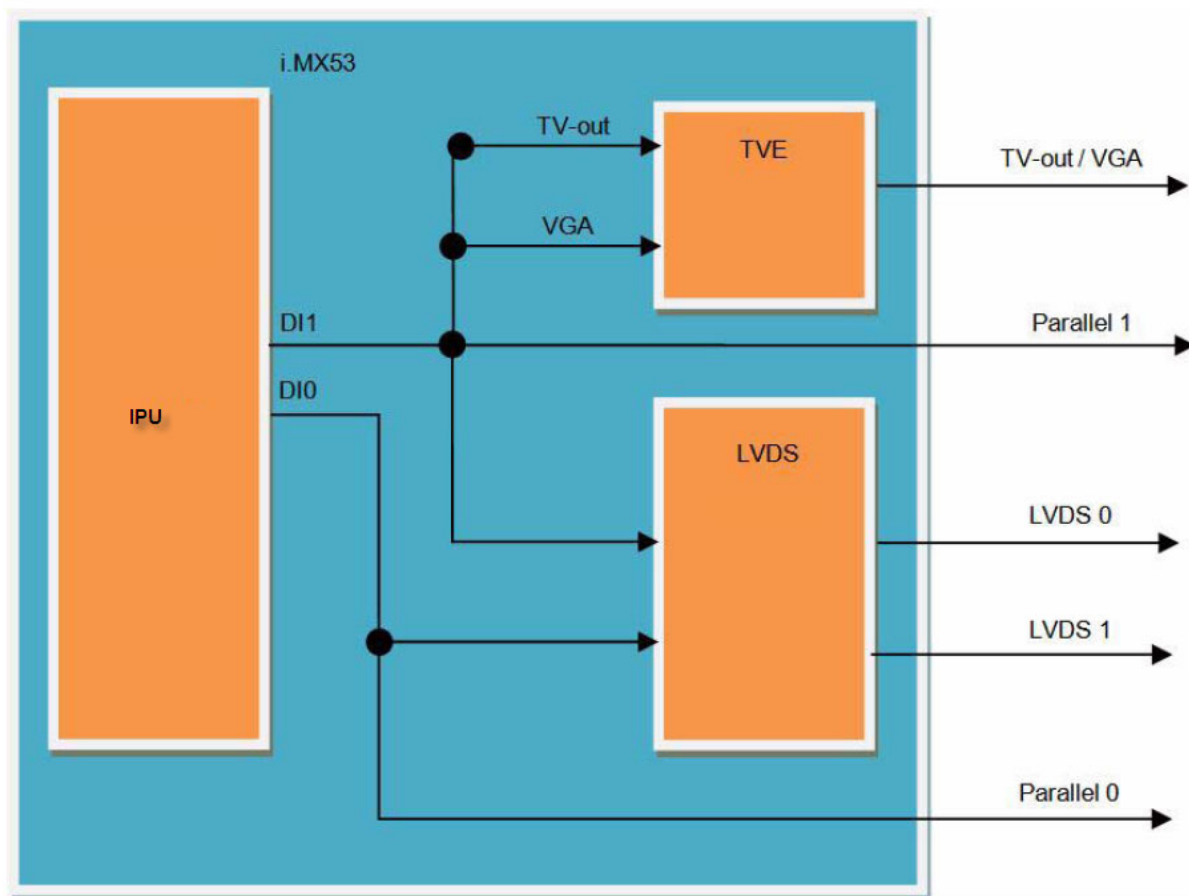 i.MX53
TV-out
TVE
TV-out / VGA
VGA
DI1
Parallel 1
DI0
IPU
LVDS
LVDS 0
LVDS 1
Parallel 0